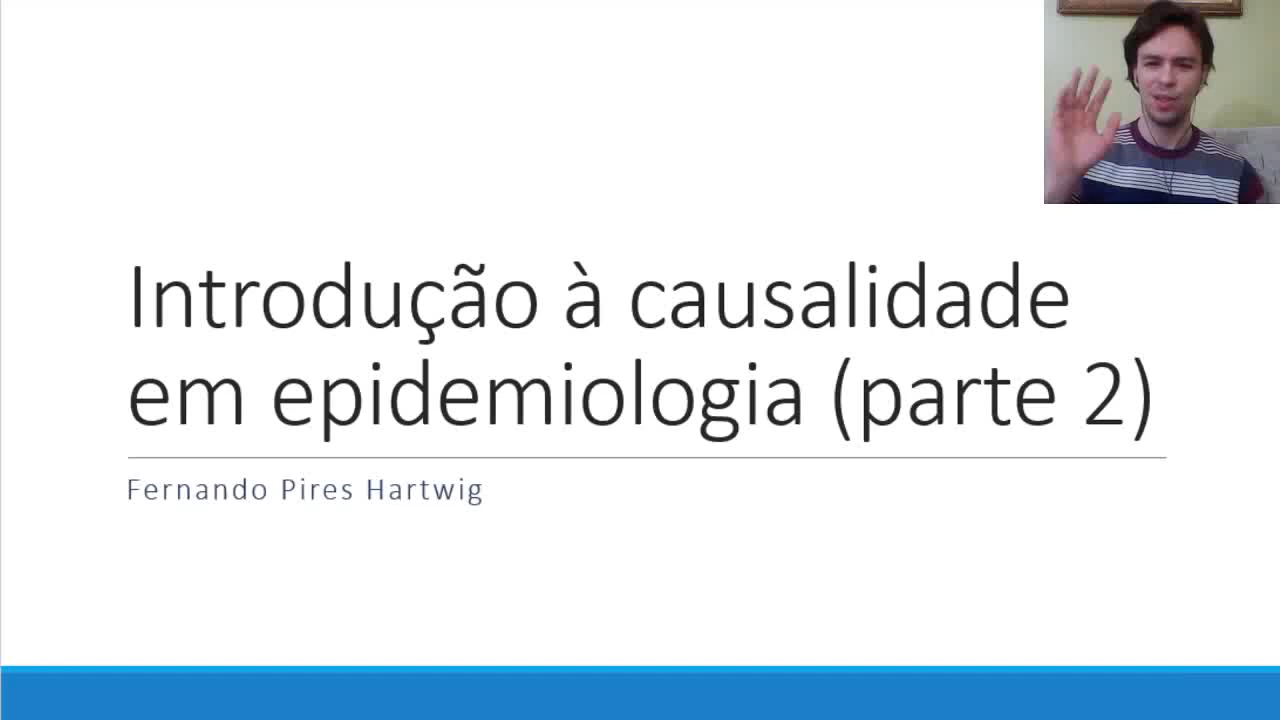 Introdução à causalidade
em epidemiologia (parte 2)
Fernando Pires Hartwig